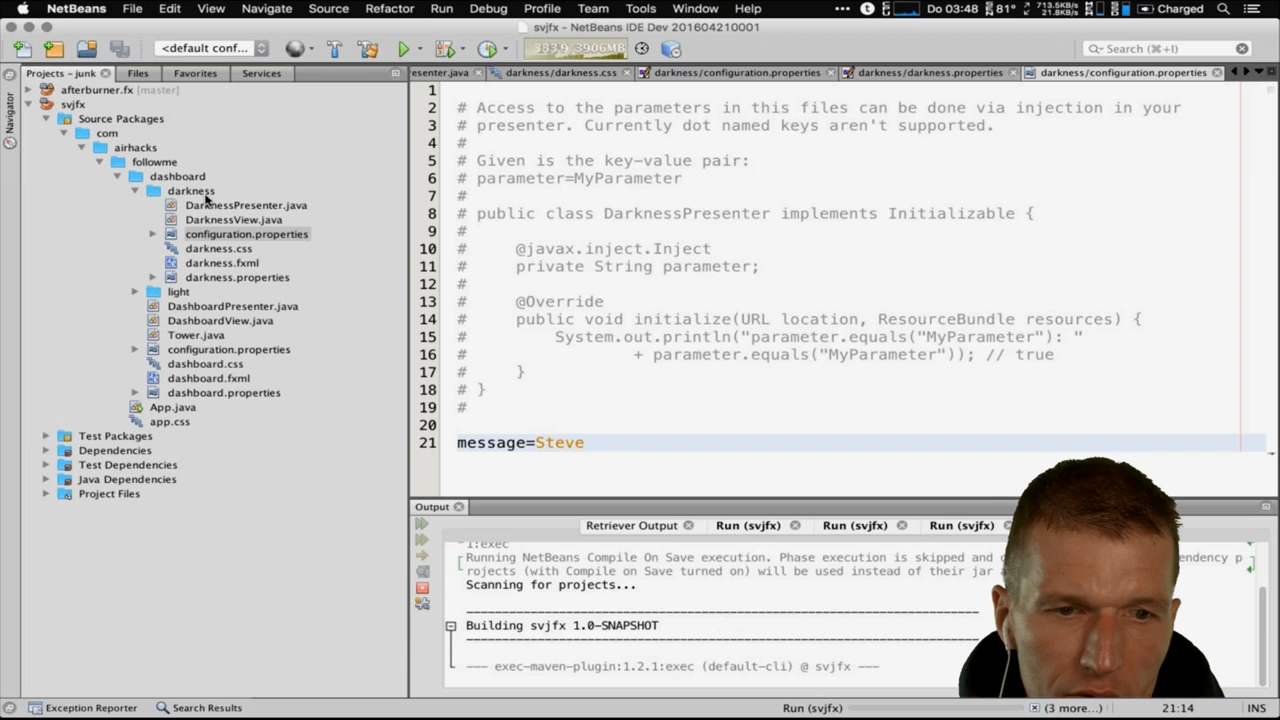 NetBeans File Edit View Navigate Source Refactor Run Debug Profile Team Tools Window Help
81° 713.5KB/s 21.8KB/s Charged Do 03:48
svjfx - NetBeans IDE Dev 201604210001
<default conf...
333,9/3906MB
Search (⌘+I)
Projects – junk
Files
Favorites
Services
esenter.java
darkness/darkness.css
darkness/configuration.properties
darkness/darkness.properties
darkness/configuration.properties
Navigator
afterburner.fx [master]
svjfx
Source Packages
com
airhacks
followme
dashboard
darkness
DarknessPresenter.java
DarknessView.java
configuration.properties
darkness.css
darkness.fxml
darkness.properties
light
DashboardPresenter.java
DashboardView.java
Tower.java
configuration.properties
dashboard.css
dashboard.fxml
dashboard.properties
App.java
app.css
Test Packages
Dependencies
Test Dependencies
Java Dependencies
Project Files
1
2 # Access to the parameters in this files can be done via injection in your
3 # presenter. Currently dot named keys aren't supported.
4 #
5 # Given is the key-value pair:
6 # parameter=MyParameter
7 #
8 # public class DarknessPresenter implements Initializable {
9 #
10 # @javax.inject.Inject
11 # private String parameter;
12 #
13 # @Override
14 # public void initialize(URL location, ResourceBundle resources) {
15 # System.out.println("parameter.equals("MyParameter"): "
16 # + parameter.equals("MyParameter")); // true
17 # }
18 # }
19 #
20
21 message=Steve
Output
Retriever Output
Run (svjfx)
Run (svjfx)
Run (svjfx)
1:exec
Running NetBeans Compile On Save execution. Phase execution is skipped and
rojects (with Compile on Save turned on) will be used instead of their jar
Scanning for projects...
Building svjfx 1.0-SNAPSHOT
--- exec-maven-plugin:1.2.1:exec (default-cli) @ svjfx ---
Exception Reporter
Search Results
Run (svjfx)
(3 more...)
21:14
INS